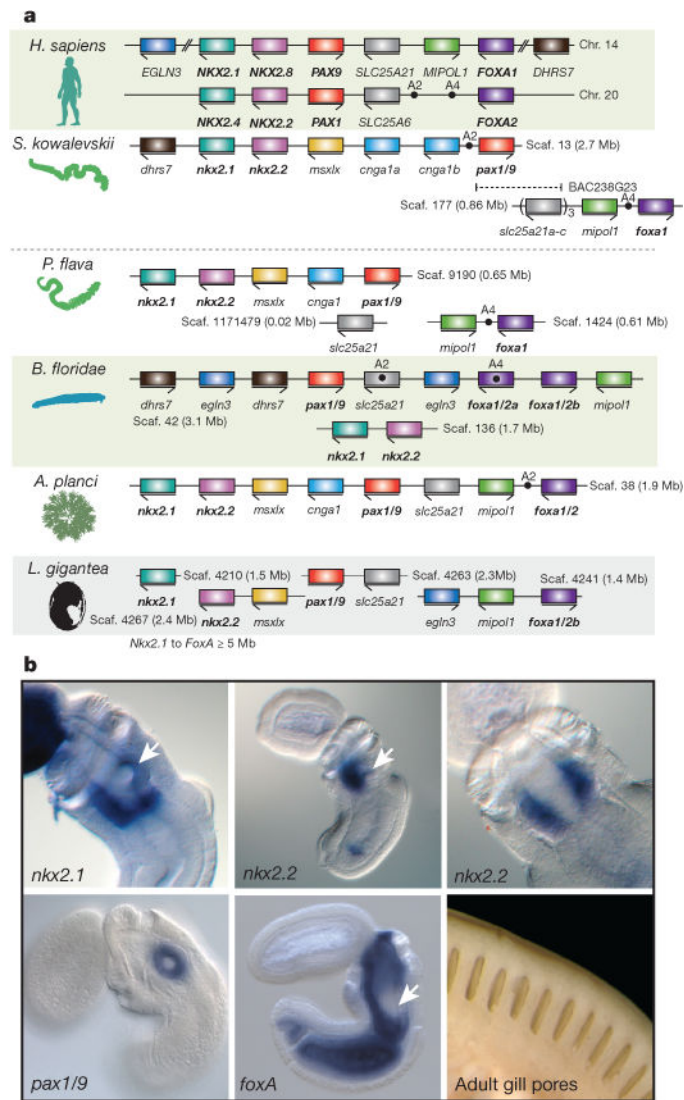 a
H. sapiens
Chr. 14
EGLN3 NKX2.1 NKX2.8 PAX9 SLC25A21 MIPOL1 FOXA1 DHRS7
A2 A4
Chr. 20
NKX2.4 NKX2.2 PAX1 SLC25A6 FOXA2
S. kowalevskii
A2
Scaf. 13 (2.7 Mb)
dhrs7 nkx2.1 nkx2.2 msxlx cnga1a cnga1b pax1/9
BAC238G23
Scaf. 177 (0.86 Mb)
A4
3
slc25a21a-c mipol1 foxa1
P. flava
Scaf. 9190 (0.65 Mb)
nkx2.1 nkx2.2 msxlx cnga1 pax1/9
Scaf. 1171479 (0.02 Mb)
A4
Scaf. 1424 (0.61 Mb)
slc25a21 mipol1 foxa1
B. floridae
A2 A4
dhrs7 egln3 dhrs7 pax1/9 slc25a21 egln3 foxa1/2a foxa1/2b mipol1
Scaf. 42 (3.1 Mb)
Scaf. 136 (1.7 Mb)
nkx2.1 nkx2.2
A. planci
A2
Scaf. 38 (1.9 Mb)
nkx2.1 nkx2.2 msxlx cnga1 pax1/9 slc25a21 mipol1 foxa1/2
L. gigantea
Scaf. 4210 (1.5 Mb)
Scaf. 4263 (2.3Mb)
Scaf. 4241 (1.4 Mb)
nkx2.1 pax1/9 slc25a21
Scaf. 4267 (2.4 Mb)
nkx2.2 msxlx egln3 mipol1 foxa1/2b
Nkx2.1 to FoxA ≥ 5 Mb
b
nkx2.1
nkx2.2
nkx2.2
pax1/9
foxA
Adult gill pores